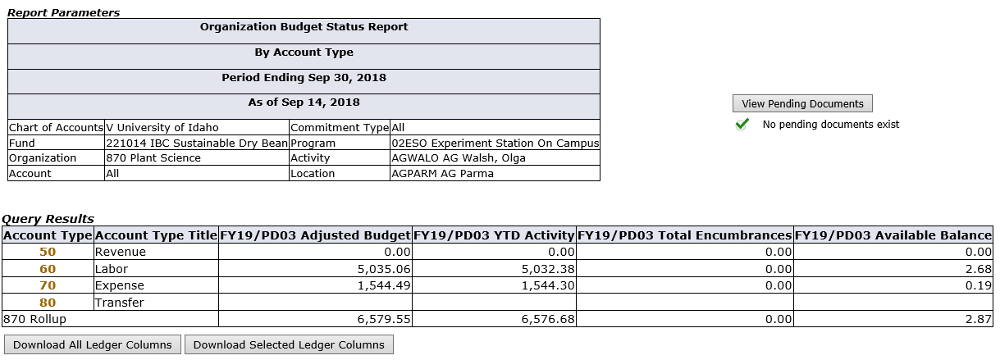 Report Parameters
Organization Budget Status Report
By Account Type
Period Ending Sep 30, 2018
As of Sep 14, 2018
Chart of Accounts V University of Idaho Commitment Type All
Fund 221014 IBC Sustainable Dry Bean Program 02ESO Experiment Station On Campus
Organization 870 Plant Science Activity AGWALO AG Walsh, Olga
Account All Location AGPARM AG Parma
View Pending Documents
No pending documents exist
Query Results
Account Type Account Type Title FY19/PD03 Adjusted Budget FY19/PD03 YTD Activity FY19/PD03 Total Encumbrances FY19/PD03 Available Balance
50 Revenue 0.00 0.00 0.00 0.00
60 Labor 5,035.06 5,032.38 0.00 2.68
70 Expense 1,544.49 1,544.30 0.00 0.19
80 Transfer
870 Rollup 6,579.55 6,576.68 0.00 2.87
Download All Ledger Columns Download Selected Ledger Columns